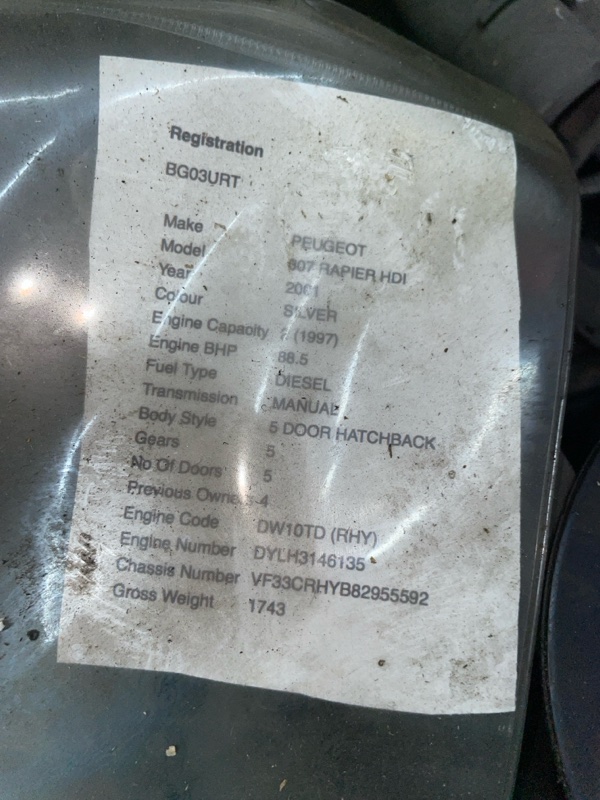 Registration
BG03URT
Make PEUGEOT
Model RAPIER HDI
Year 2001
Colour SILVER
Engine Capacity (1997)
Engine BHP 88.5
Fuel Type DIESEL
Transmission MANUAL
Body Style 5 DOOR HATCHBACK
Gears 5
No Of Doors 5
Previous Owners 4
Engine Code DW10TD (RHY)
Engine Number DYLH3146135
Chassis Number VF33CRHYB82955592
Gross Weight 1743